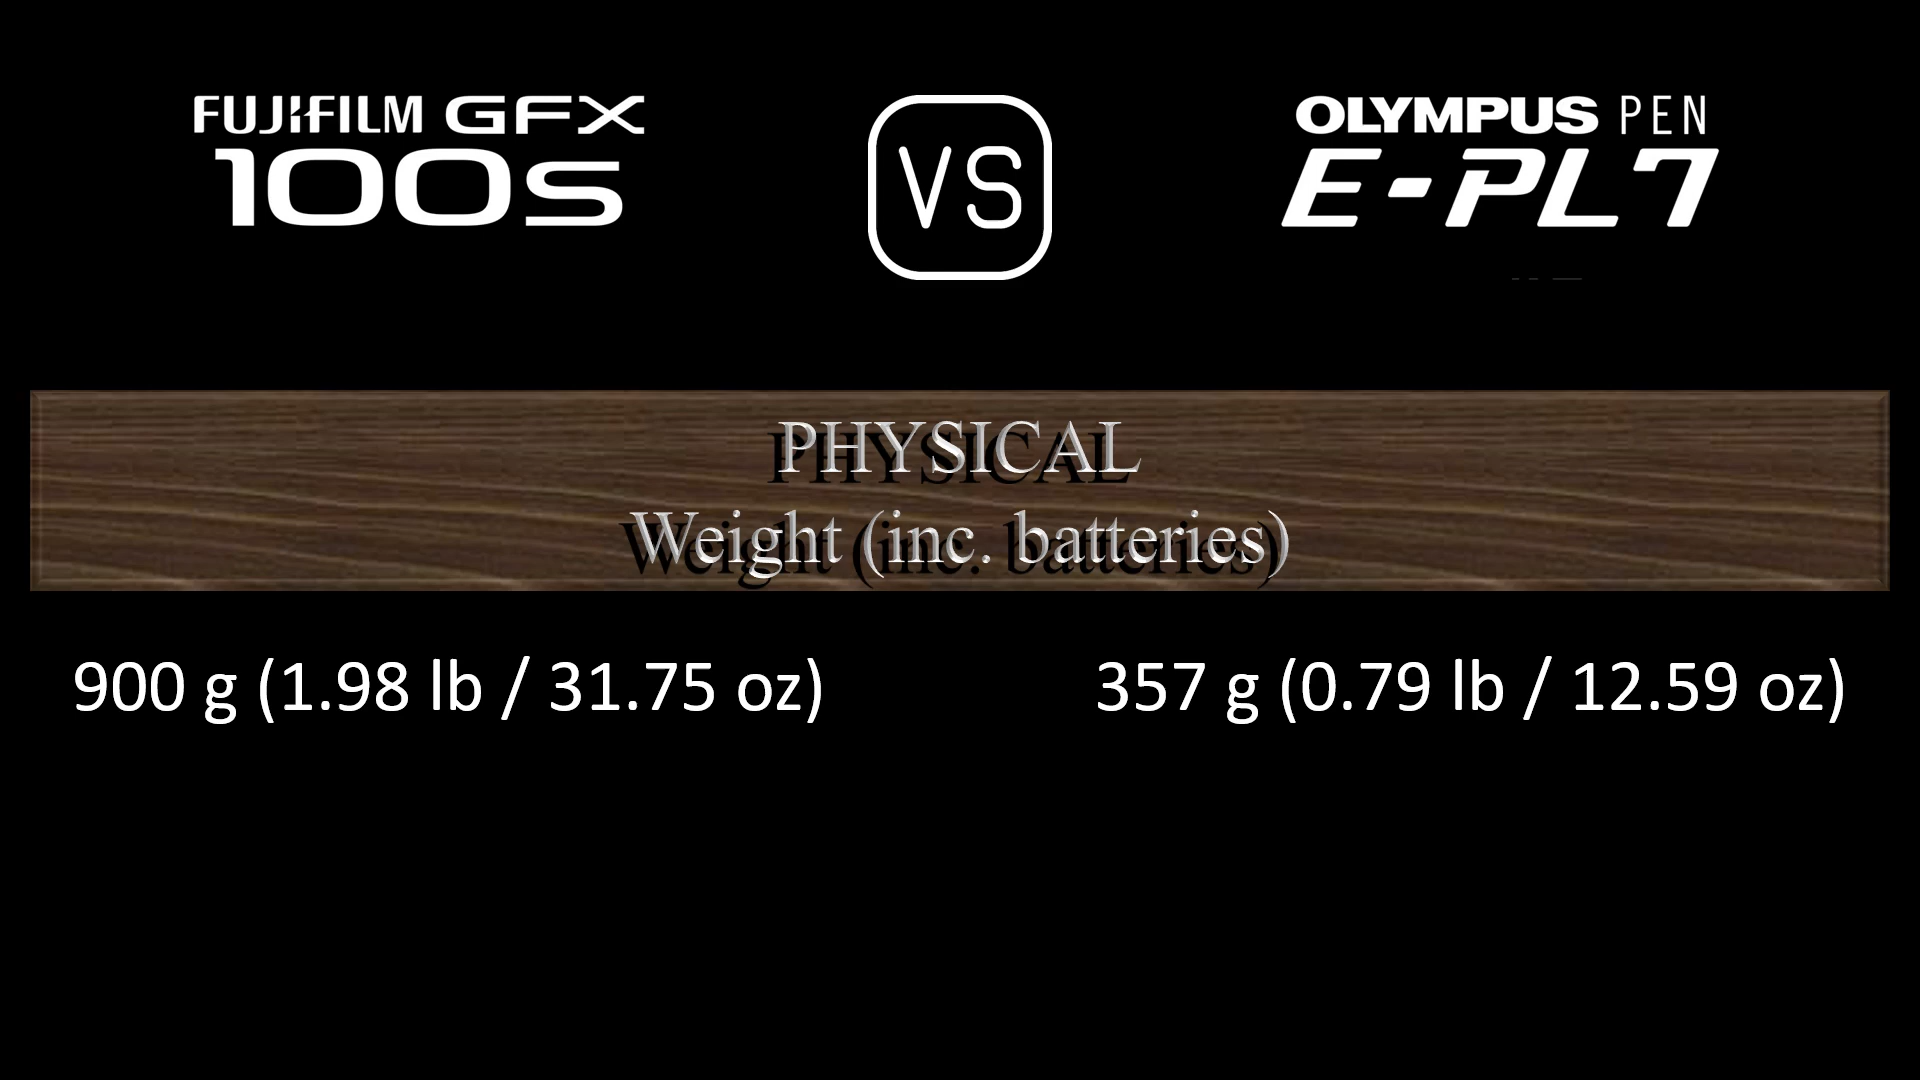 FUJIFILM GFX
100S
VS
OLYMPUS PEN
E-PL7
PHYSICAL
Weight (inc. batteries)
900 g (1.98 lb / 31.75 oz)
357 g (0.79 lb / 12.59 oz)